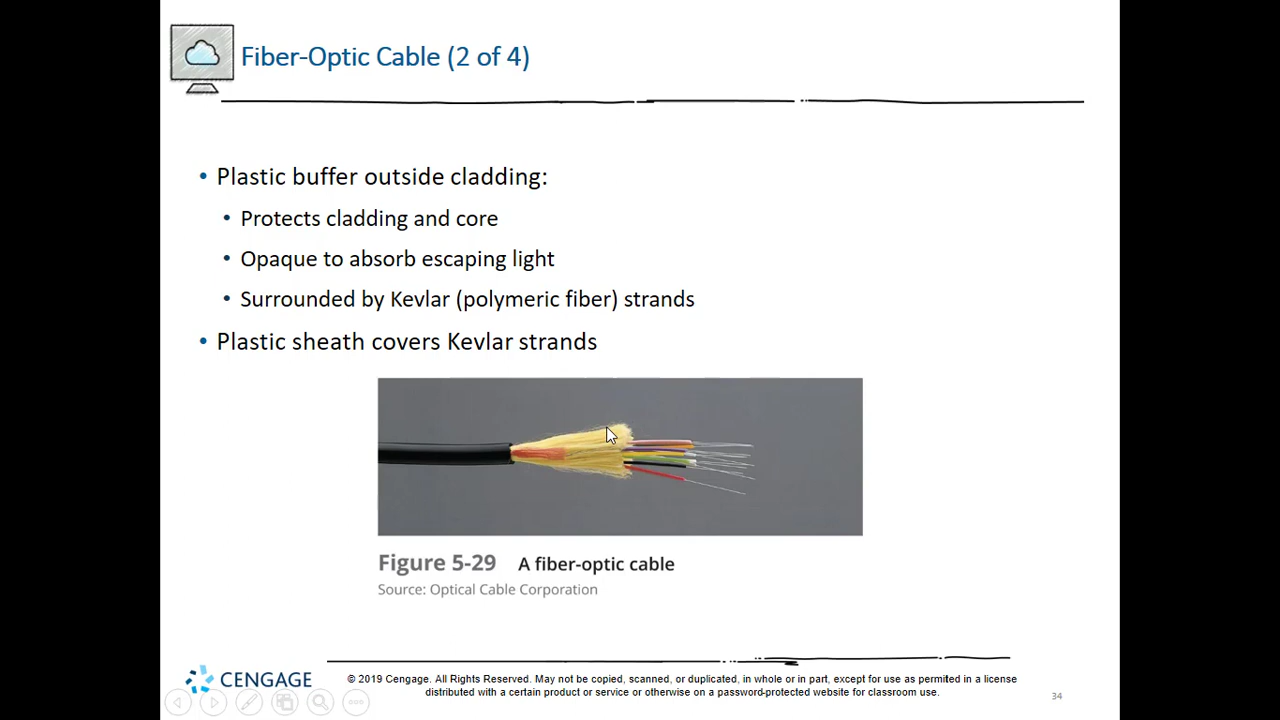 Fiber-Optic Cable (2 of 4)
• Plastic buffer outside cladding:
• Protects cladding and core
• Opaque to absorb escaping light
• Surrounded by Kevlar (polymeric fiber) strands
• Plastic sheath covers Kevlar strands
Figure 5-29 A fiber-optic cable
Source: Optical Cable Corporation
CENGAGE
© 2019 Cengage. All Rights Reserved. May not be copied, scanned, or duplicated, in whole or in part, except for use as permitted in a license
distributed with a certain product or service or otherwise on a password-protected website for classroom use.
34